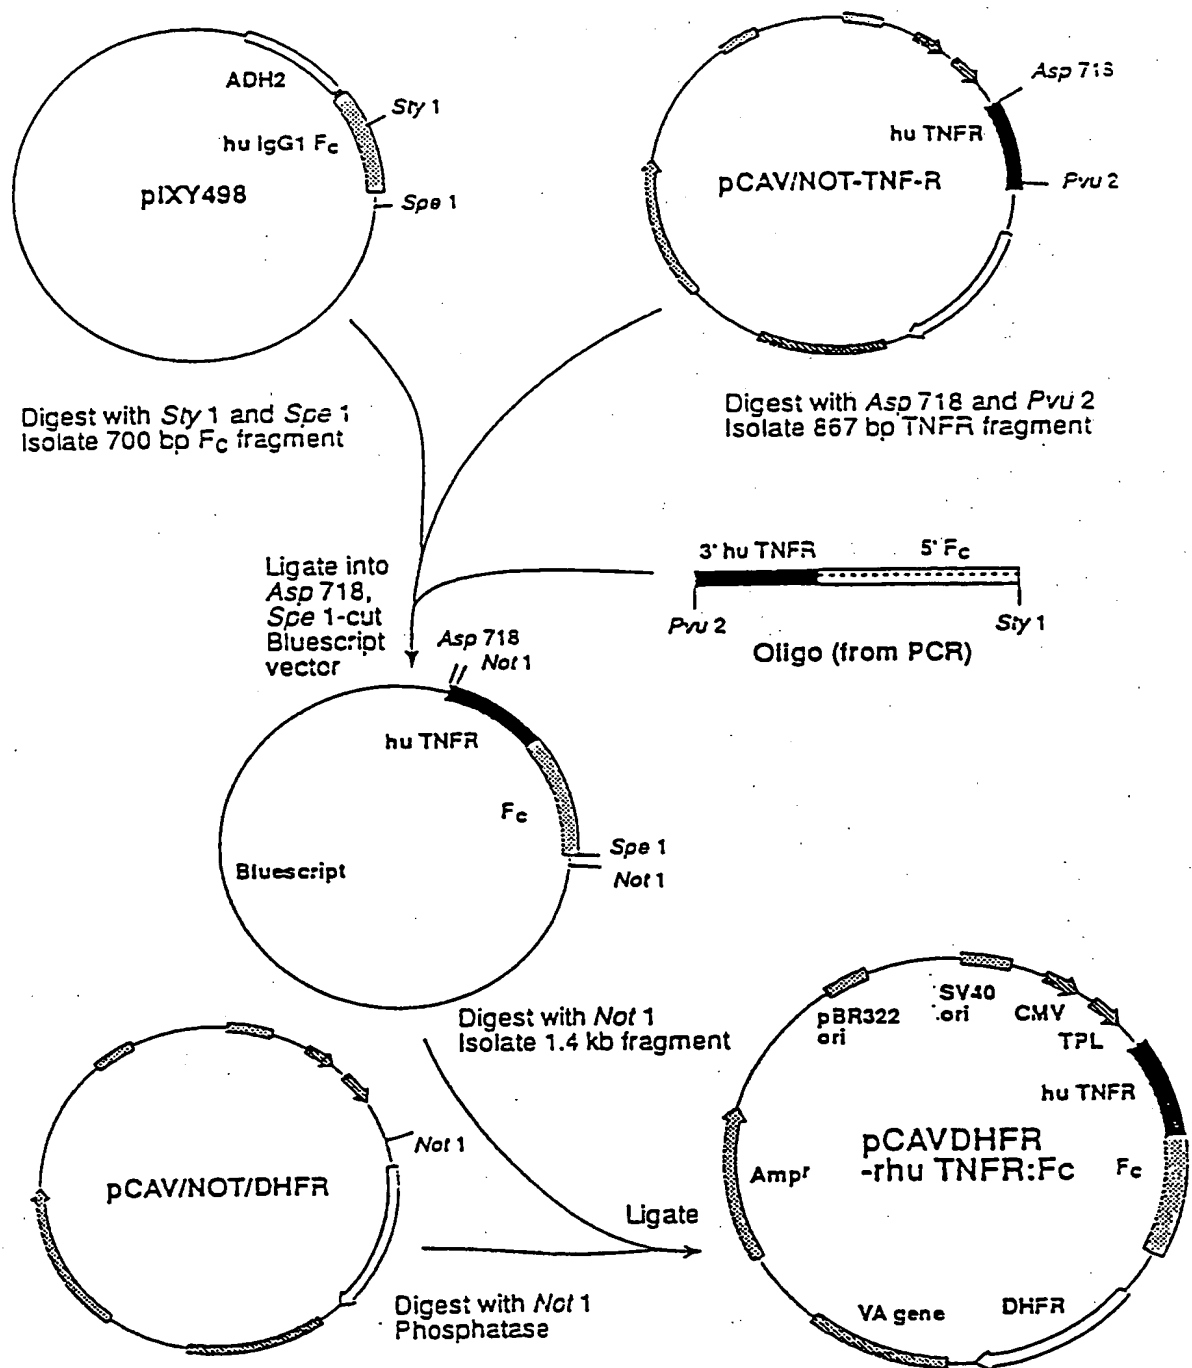 ADH2
Sty 1
hu IgG1 Fc
pIXY498
Spe 1
Asp 718
hu TNFR
pCAV/NOT-TNF-R
Pvu 2
Digest with Sty 1 and Spe 1
Isolate 700 bp Fc fragment
Digest with Asp 718 and Pvu 2
Isolate 867 bp TNFR fragment
3' hu TNFR
5' Fc
Pvu 2
Sty 1
Oligo (from PCR)
Ligate into
Asp 718,
Spe 1-cut
Bluescript
vector
Asp 718
Not 1
hu TNFR
Fc
Spe 1
Not 1
Bluescript
Digest with Not 1
Isolate 1.4 kb fragment
Not 1
pCAV/NOT/DHFR
Digest with Not 1
Phosphatase
Ligate
pBR322
ori
SV40
ori
CMV
TPL
hu TNFR
pCAVDHFR
-rhu TNFR:Fc
Fc
Ampr
VA gene
DHFR